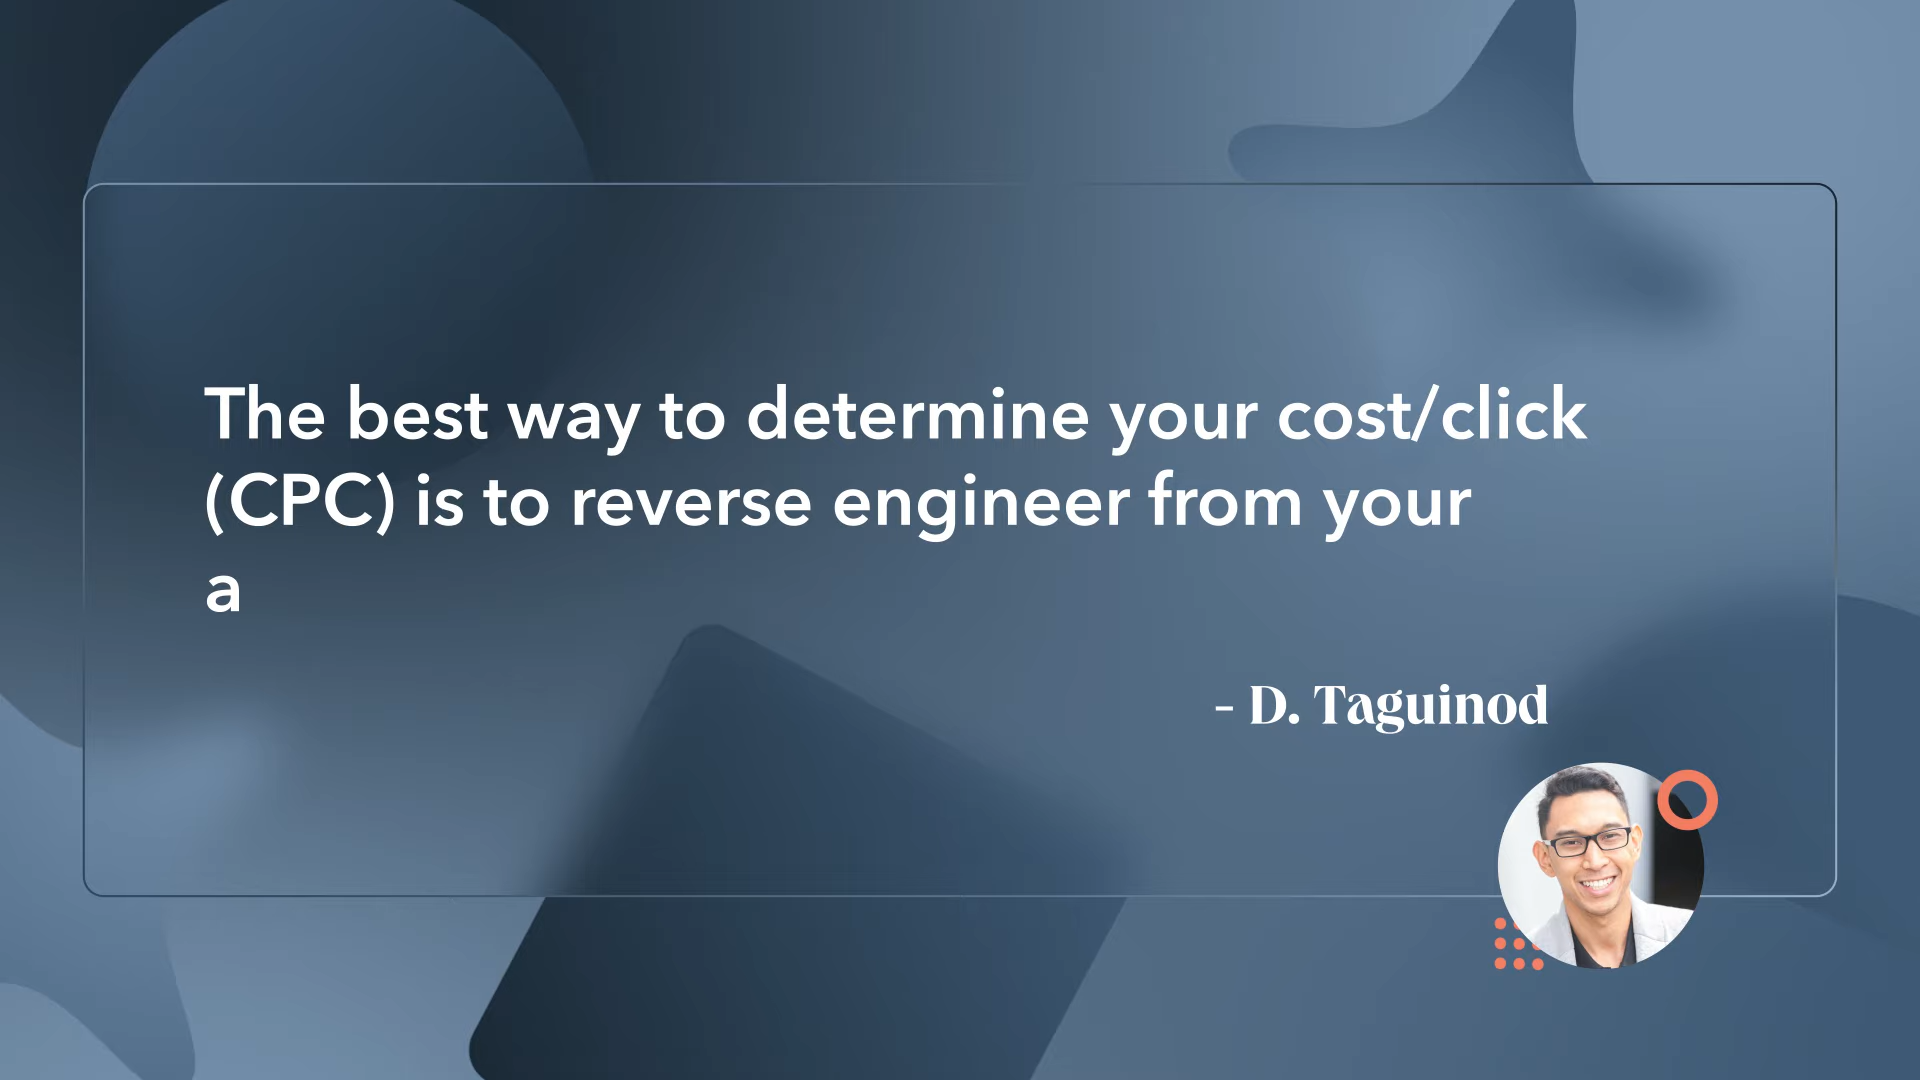 The best way to determine your cost/click
(CPC) is to reverse engineer from your
a
- D. Taguinod